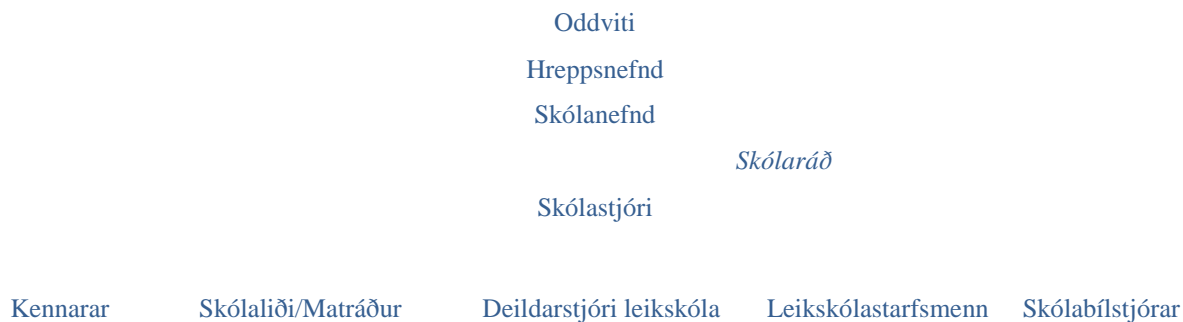 Oddviti
Hreppsnefnd
Skólanefnd
Skólaráð
Skólastjóri
Kennarar Skólaliði/Matráður Deildarstjóri leikskóla Leikskólastarfsmenn Skólabílstjórar